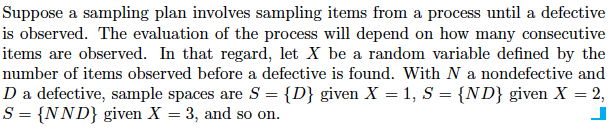 Suppose a sampling plan involves sampling items from a process until a defective
is observed. The evaluation of the process will depend on how many consecutive
items are observed. In that regard, let X be a random variable defined by the
number of items observed before a defective is found. With N a nondefective and
D a defective, sample spaces are S = {D} given X = 1, S = {ND} given X = 2,
S = {NND} given X = 3, and so on.